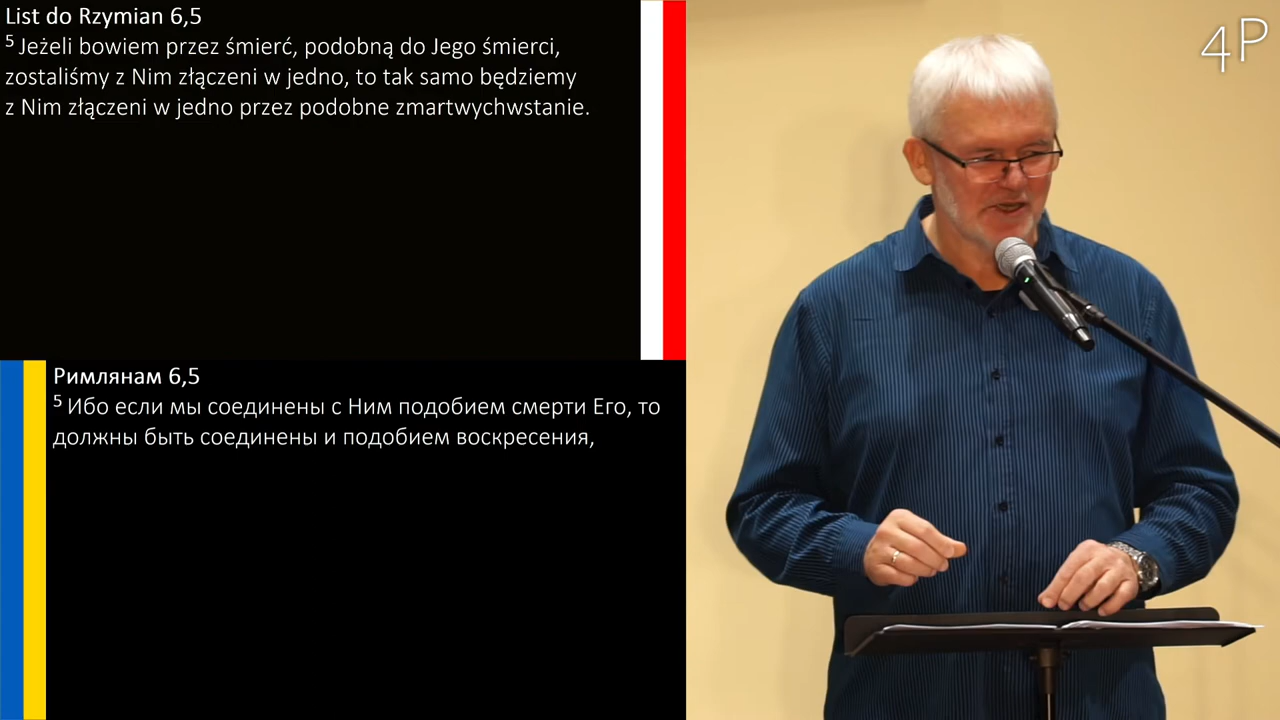 List do Rzymian 6,5
5 Jeżeli bowiem przez śmierć, podobną do Jego śmierci,
zostaliśmy z Nim złączeni w jedno, to tak samo będziemy
z Nim złączeni w jedno przez podobne zmartwychwstanie.
4P
Римлянам 6,5
5 Ибо если мы соединены с Ним подобием смерти Его, то
должны быть соединены и подобием воскресения,